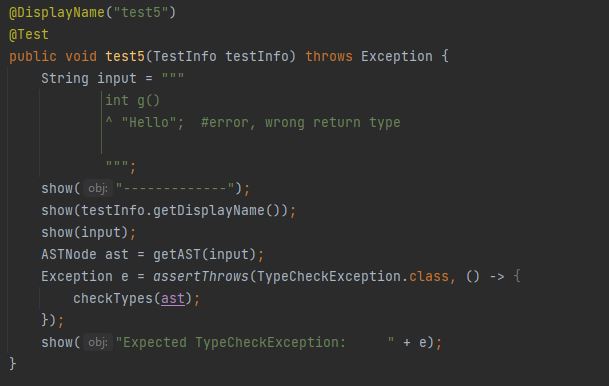 @DisplayName("test5")
@Test
public void test5(TestInfo testInfo) throws Exception {
    String input = """
            int g()
            ^ "Hello";  #error, wrong return type

            """;
    show( obj: "-------------");
    show(testInfo.getDisplayName());
    show(input);
    ASTNode ast = getAST(input);
    Exception e = assertThrows(TypeCheckException.class, () -> {
        checkTypes(ast);
    });
    show( obj: "Expected TypeCheckException:     " + e);
}